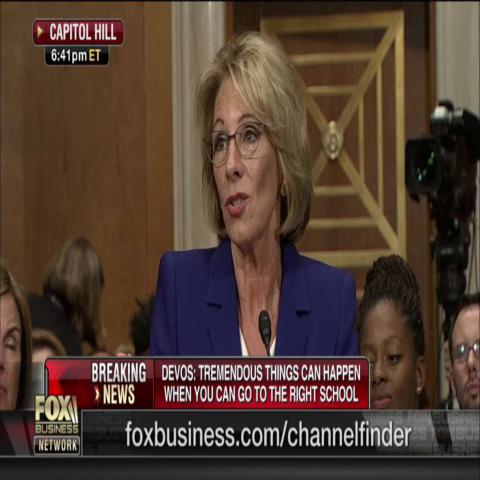 CAPITOL HILL
6:41pm ET
BREAKING NEWS
DEVOS: TREMENDOUS THINGS CAN HAPPEN
WHEN YOU CAN GO TO THE RIGHT SCHOOL
FOX
BUSINESS
NETWORK
foxbusiness.com/channelfinder